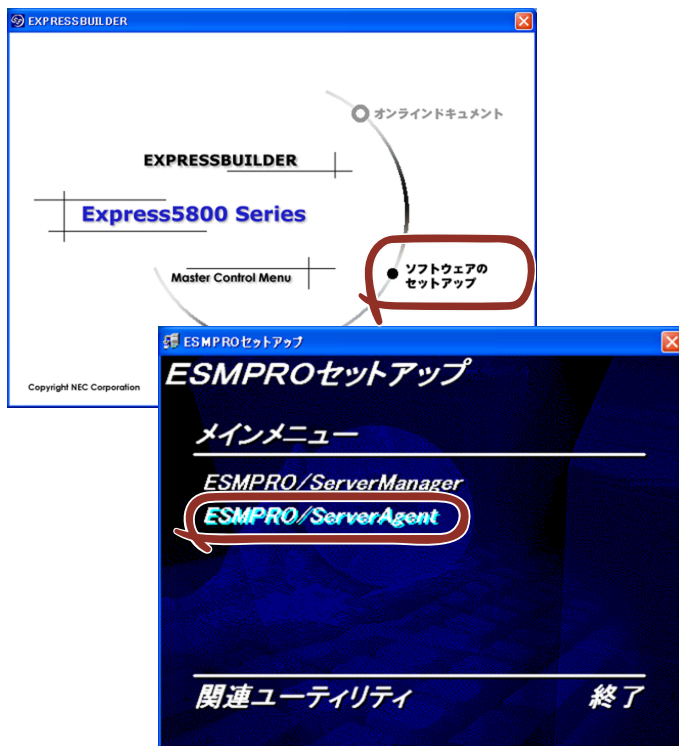 EXPRESSBUILDER
オンラインドキュメント
EXPRESSBUILDER
Express5800 Series
Master Control Menu
ソフトウェアの
セットアップ
Copyright NEC Corporation
ESMPROセットアップ
ESMPROセットアップ
メインメニュー
ESMPRO/ServerManager
ESMPRO/ServerAgent
関連ユーティリティ
終了